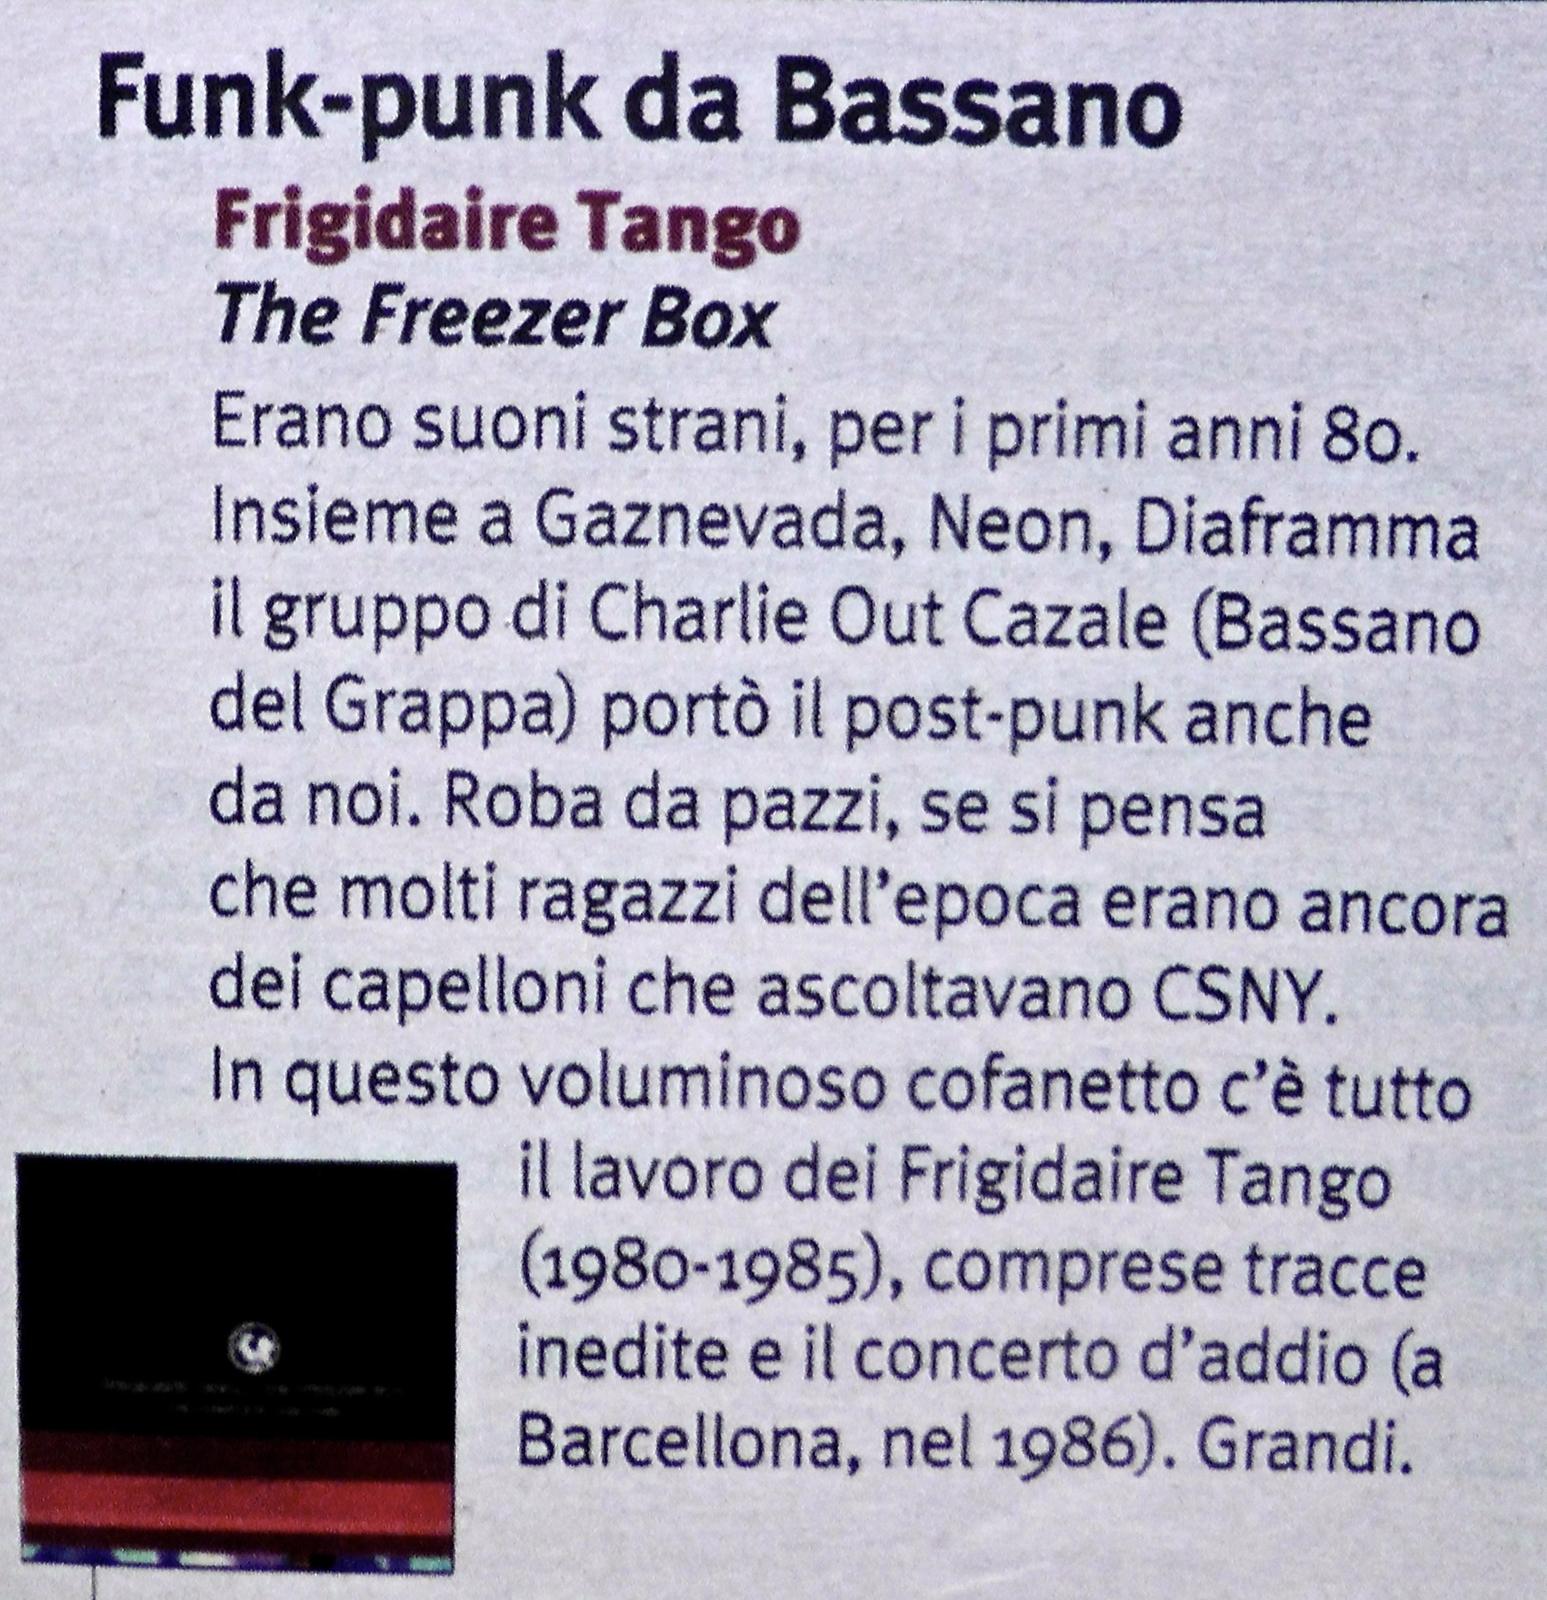 Funk-punk da Bassano
Frigidaire Tango
The Freezer Box
Erano suoni strani, per i primi anni 80.
Insieme a Gaznevada, Neon, Diaframma
il gruppo di Charlie Out Cazale (Bassano
del Grappa) portò il post-punk anche
da noi. Roba da pazzi, se si pensa
che molti ragazzi dell'epoca erano ancora
dei capelloni che ascoltavano CSNY.
In questo voluminoso cofanetto c'è tutto
il lavoro dei Frigidaire Tango
(1980-1985), comprese tracce
inedite e il concerto d'addio (a
Barcellona, nel 1986). Grandi.